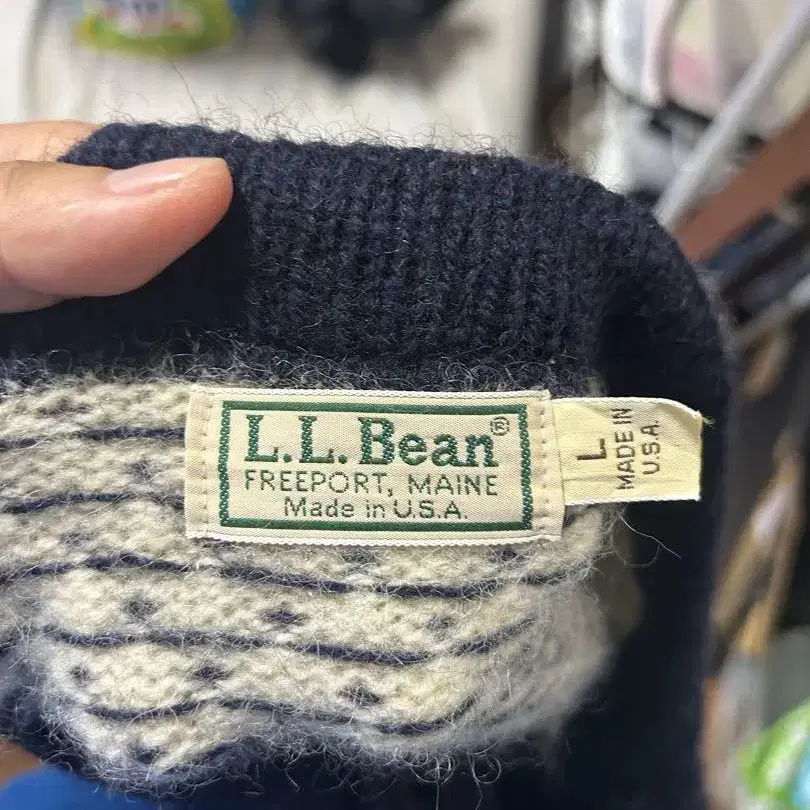 L.L.Bean®
FREEPORT, MAINE
Made in U.S.A.
L
MADE IN
U.S.A.